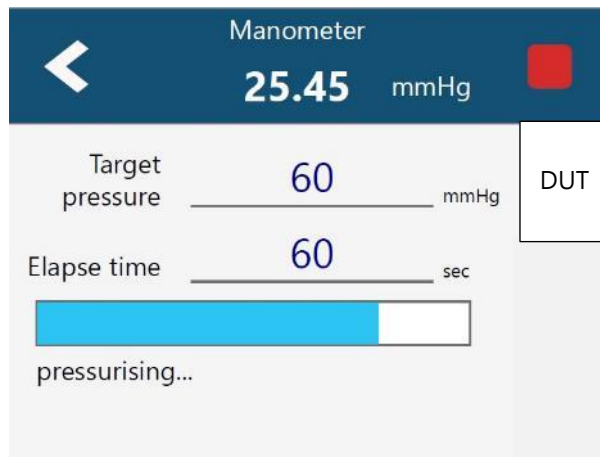 Manometer
25.45 mmHg
Target
pressure 60 mmHg
DUT
Elapse time 60 sec
pressurising...